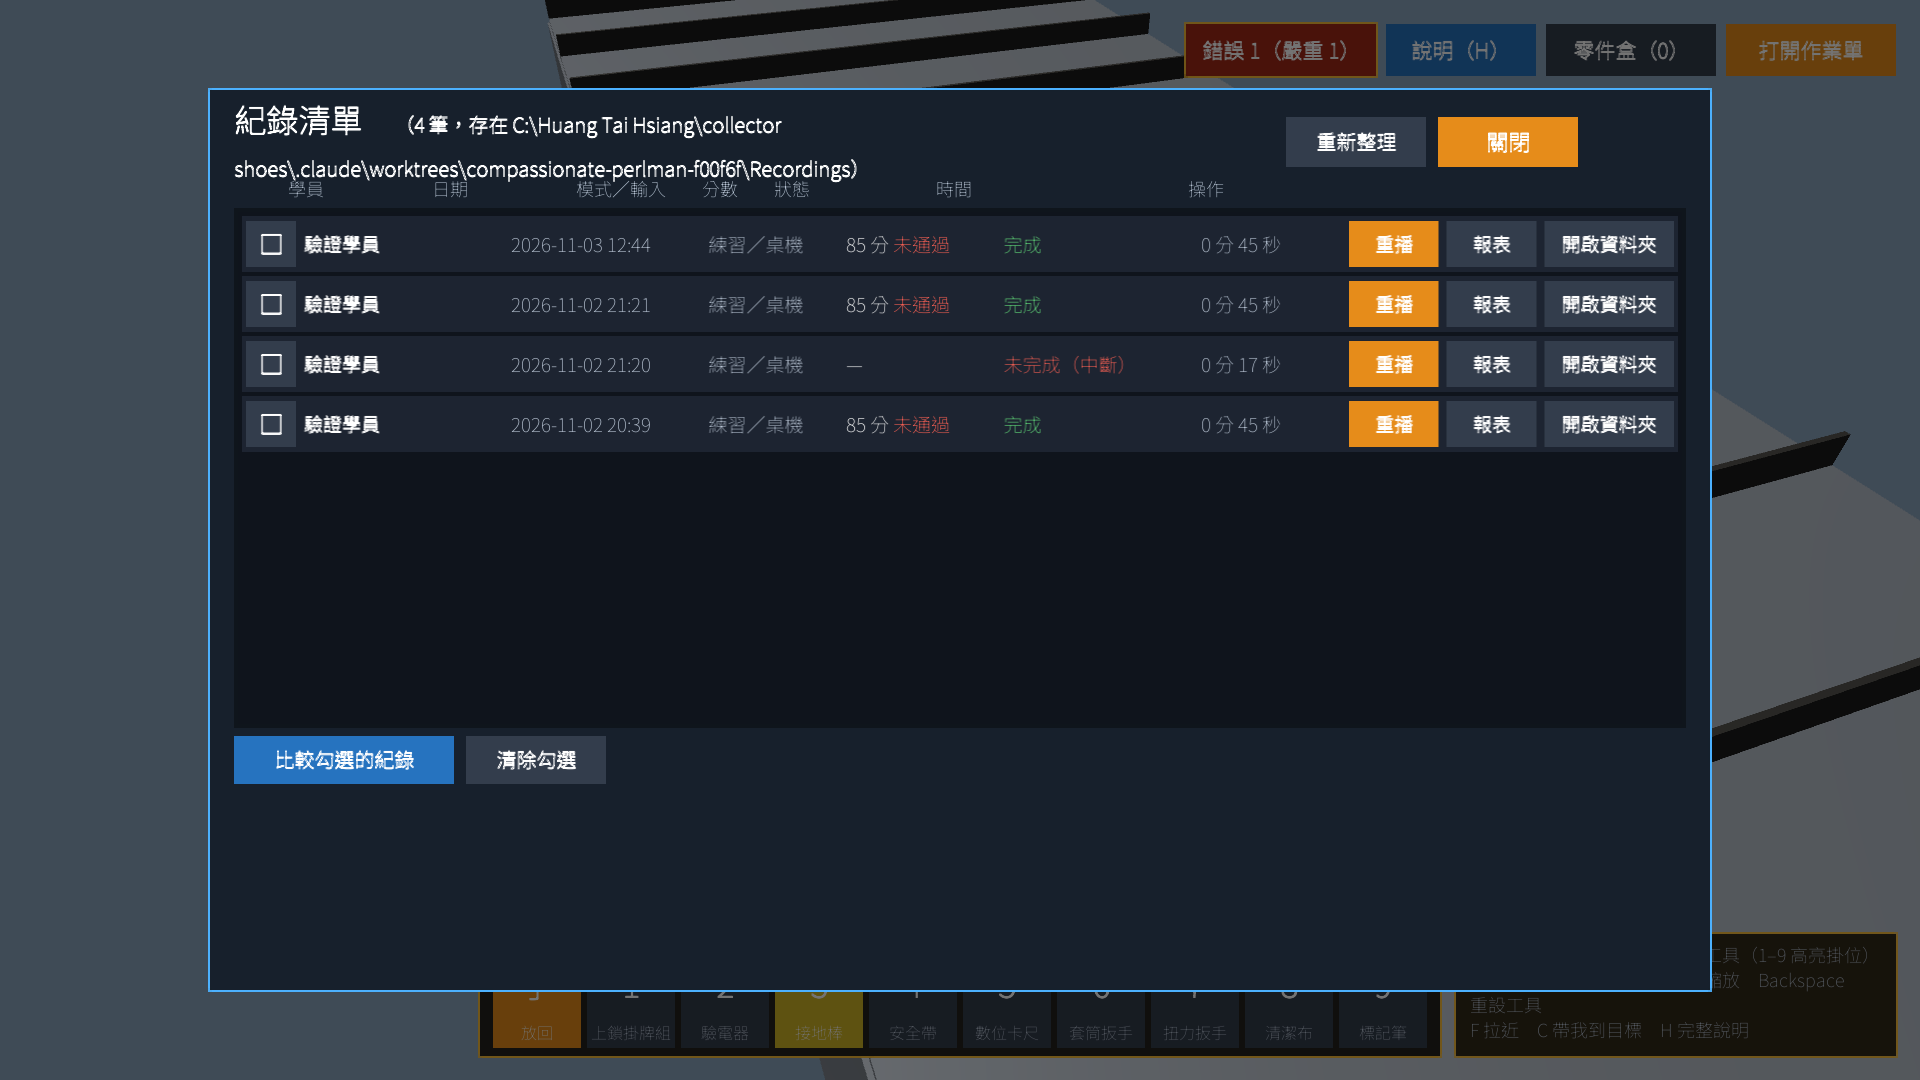 錯誤 1（嚴重 1）
說明（H）
零件盒（0）
打開作業單
紀錄清單 （4 筆，存在 C:\Huang Tai Hsiang\collector
shoes\.claude\worktrees\compassionate-perlman-f00f6f\Recordings）
重新整理
關閉
學員 日期 模式／輸入 分數 狀態 時間 操作
☐ 驗證學員 2026-11-03 12:44 練習／桌機 85 分 未通過 完成 0 分 45 秒 重播 報表 開啟資料夾
☐ 驗證學員 2026-11-02 21:21 練習／桌機 85 分 未通過 完成 0 分 45 秒 重播 報表 開啟資料夾
☐ 驗證學員 2026-11-02 21:20 練習／桌機 — 未完成（中斷） 0 分 17 秒 重播 報表 開啟資料夾
☐ 驗證學員 2026-11-02 20:39 練習／桌機 85 分 未通過 完成 0 分 45 秒 重播 報表 開啟資料夾
比較勾選的紀錄 清除勾選
放回 上鎖掛牌組 驗電器 接地棒 安全帶 數位卡尺 套筒扳手 扭力扳手 清潔布 標記筆
工具（1–9 高亮掛位）
縮放 Backspace
重設工具
F 拉近 C 帶我到目標 H 完整說明